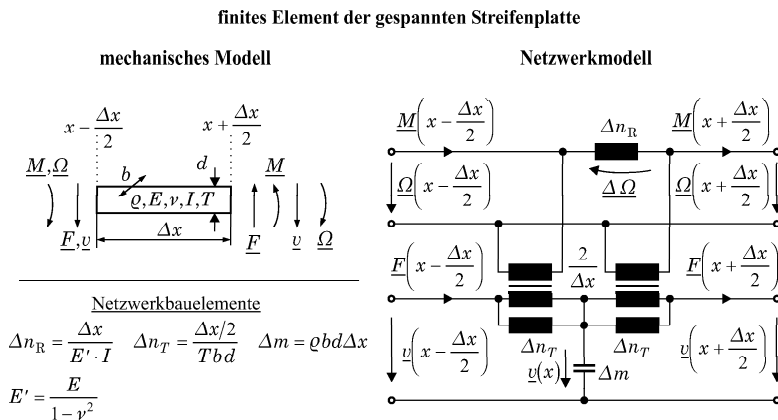 finites Element der gespannten Streifenplatte
mechanisches Modell
x − Δx/2
x + Δx/2
M,Ω
b
d
M
ϱ,E,ν,I,T
F,v
Δx
F
v
Ω
Netzwerkbauelemente
Δn_R = Δx/(E′·I) Δn_T = (Δx/2)/(Tbd) Δm = ϱbdΔx
E′ = E/(1−ν²)
Netzwerkmodell
M(x − Δx/2)
Δn_R
M(x + Δx/2)
Ω(x − Δx/2)
ΔΩ
Ω(x + Δx/2)
F(x − Δx/2)
2/Δx
F(x + Δx/2)
Δn_T
Δn_T
v(x − Δx/2)
v(x)
Δm
v(x + Δx/2)